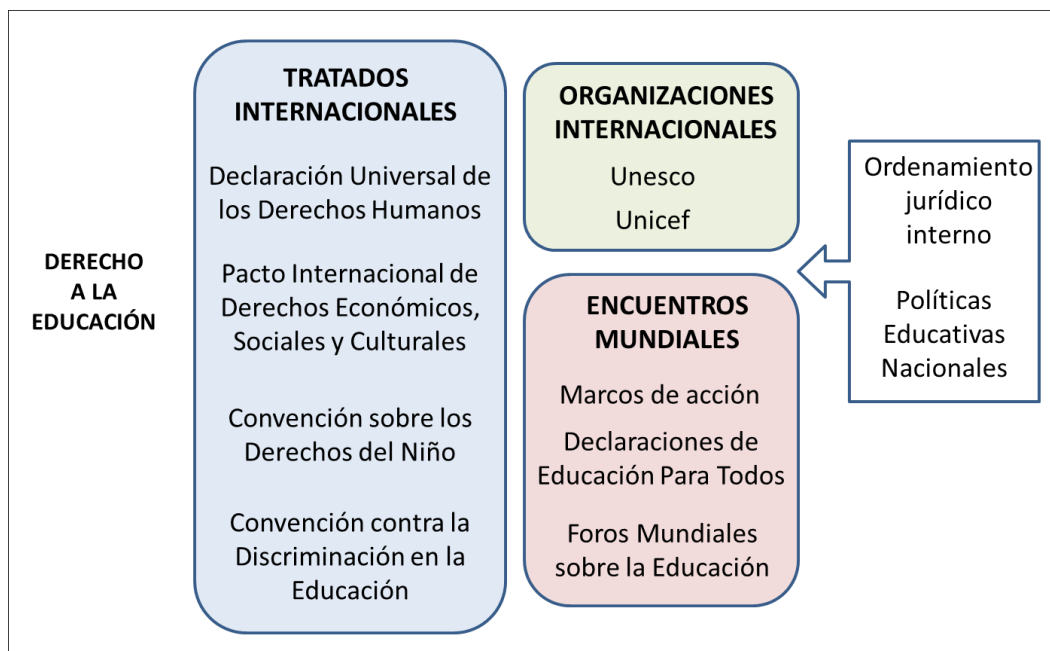 DERECHO
A LA
EDUCACIÓN
TRATADOS
INTERNACIONALES
Declaración Universal de
los Derechos Humanos
Pacto Internacional de
Derechos Económicos,
Sociales y Culturales
Convención sobre los
Derechos del Niño
Convención contra la
Discriminación en la
Educación
ORGANIZACIONES
INTERNACIONALES
Unesco
Unicef
ENCUENTROS
MUNDIALES
Marcos de acción
Declaraciones de
Educación Para Todos
Foros Mundiales
sobre la Educación
Ordenamiento
jurídico
interno
Políticas
Educativas
Nacionales